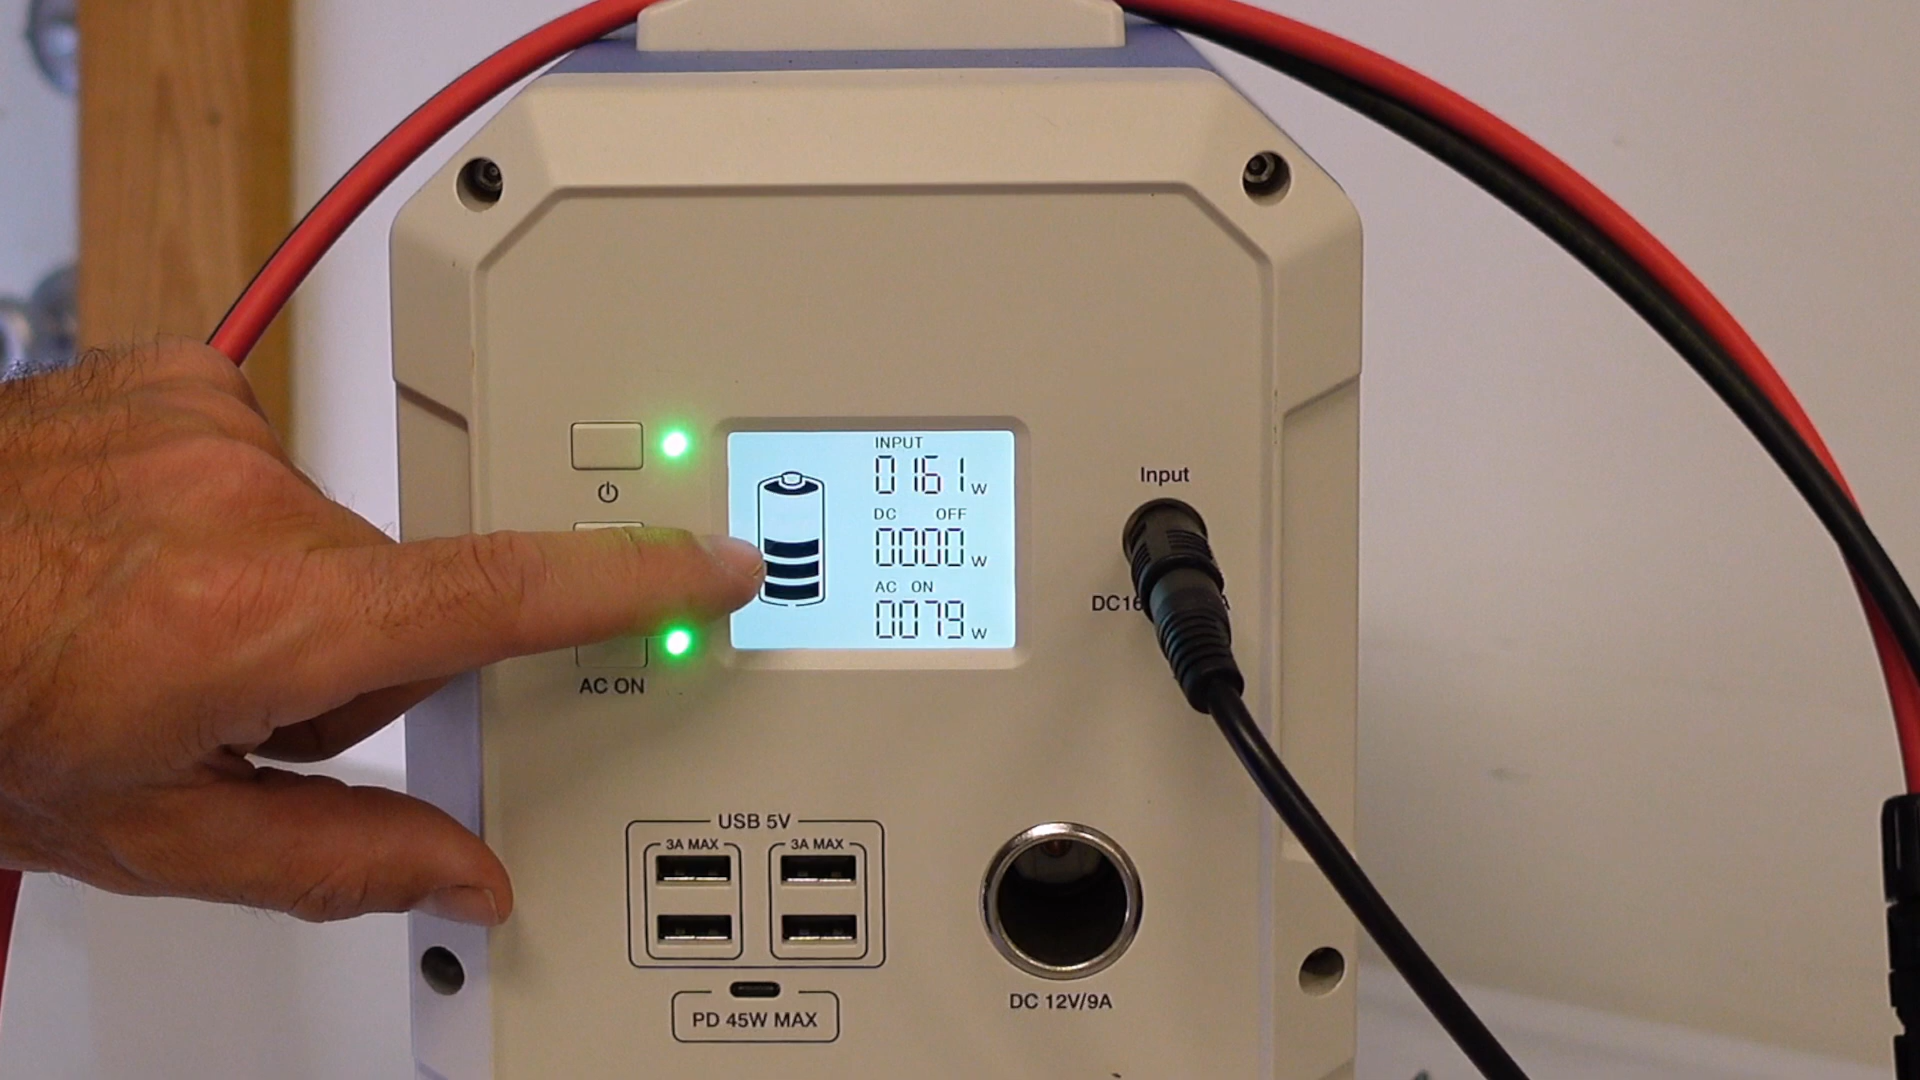 INPUT
0161 W
DC OFF
0000 W
AC ON
0079 W
Input
AC ON
USB 5V
3A MAX 3A MAX
PD 45W MAX
DC 12V/9A